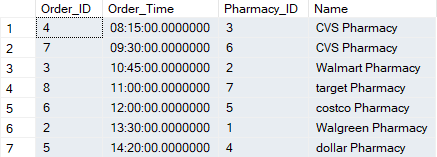 Order_ID Order_Time Pharmacy_ID Name
1 4 08:15:00.0000000 3 CVS Pharmacy
2 7 09:30:00.0000000 6 CVS Pharmacy
3 3 10:45:00.0000000 2 Walmart Pharmacy
4 8 11:00:00.0000000 7 target Pharmacy
5 6 12:00:00.0000000 5 costco Pharmacy
6 2 13:30:00.0000000 1 Walgreen Pharmacy
7 5 14:20:00.0000000 4 dollar Pharmacy